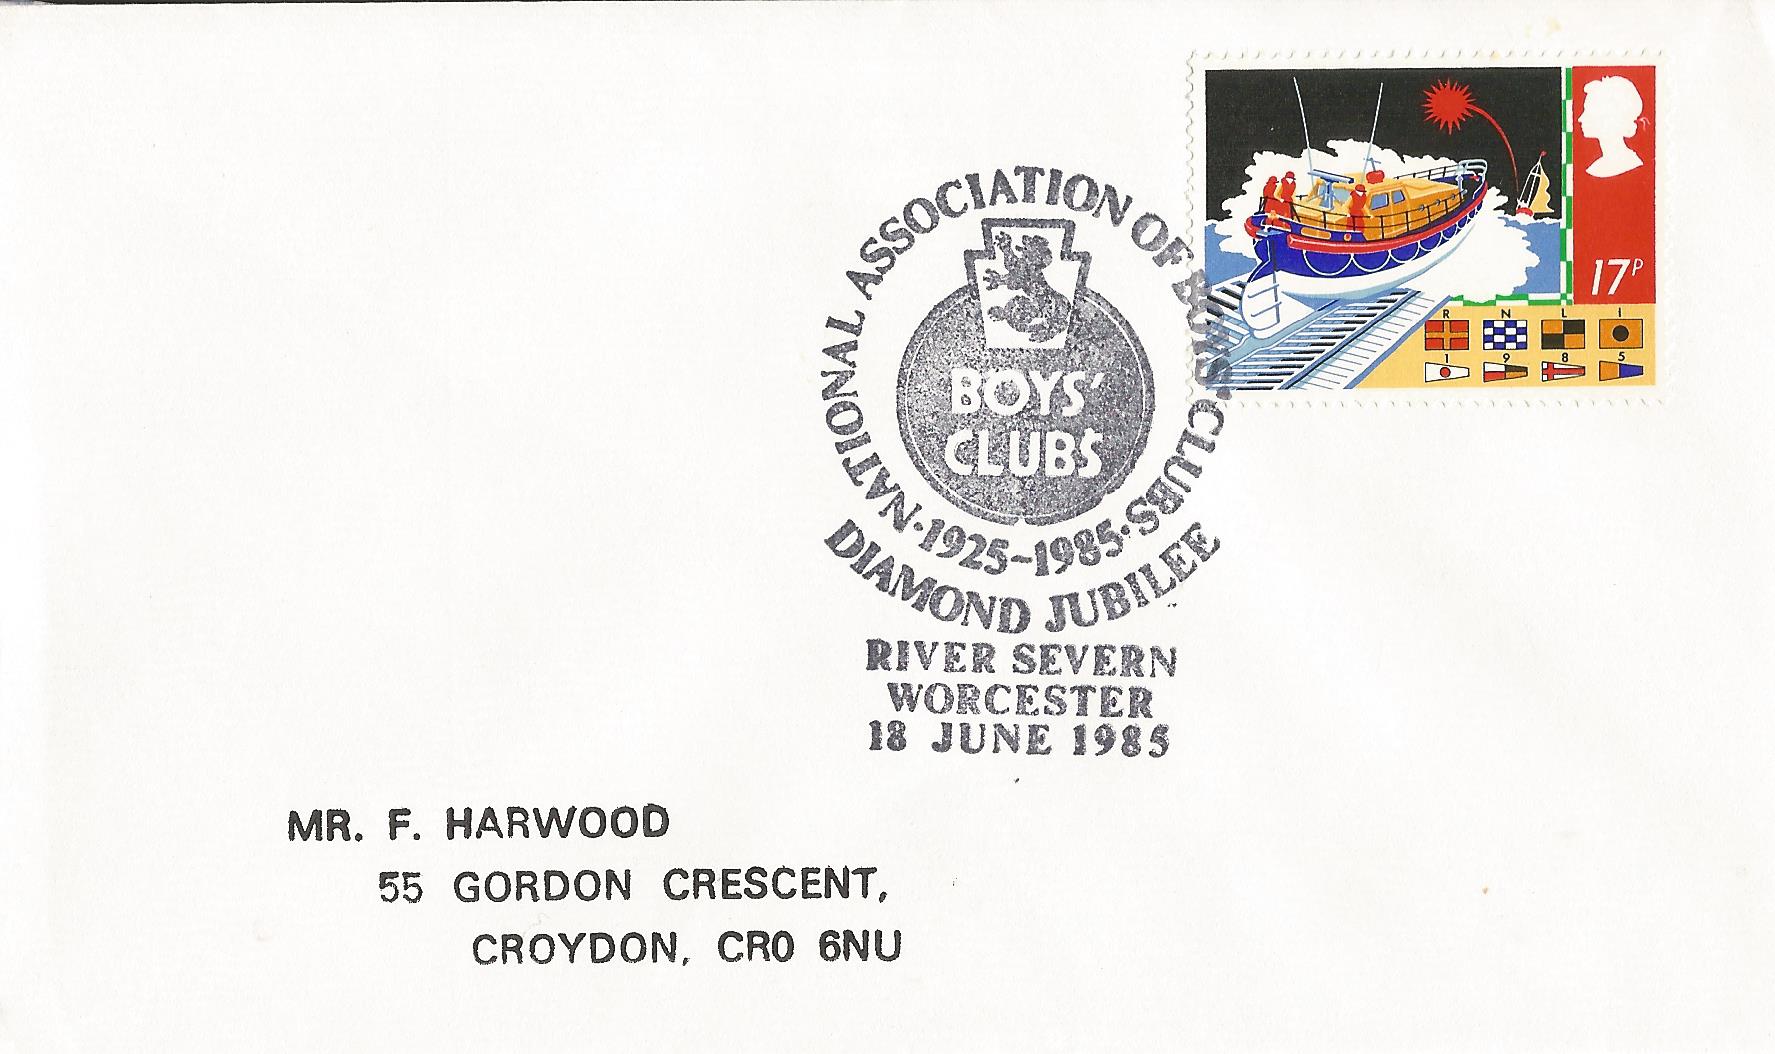 17P
R N L I
1 9 8 5
NATIONAL ASSOCIATION OF BOYS' CLUBS
BOYS'
CLUBS
·1925-1985·
DIAMOND JUBILEE
RIVER SEVERN
WORCESTER
18 JUNE 1985
MR. F. HARWOOD
55 GORDON CRESCENT,
CROYDON, CR0 6NU